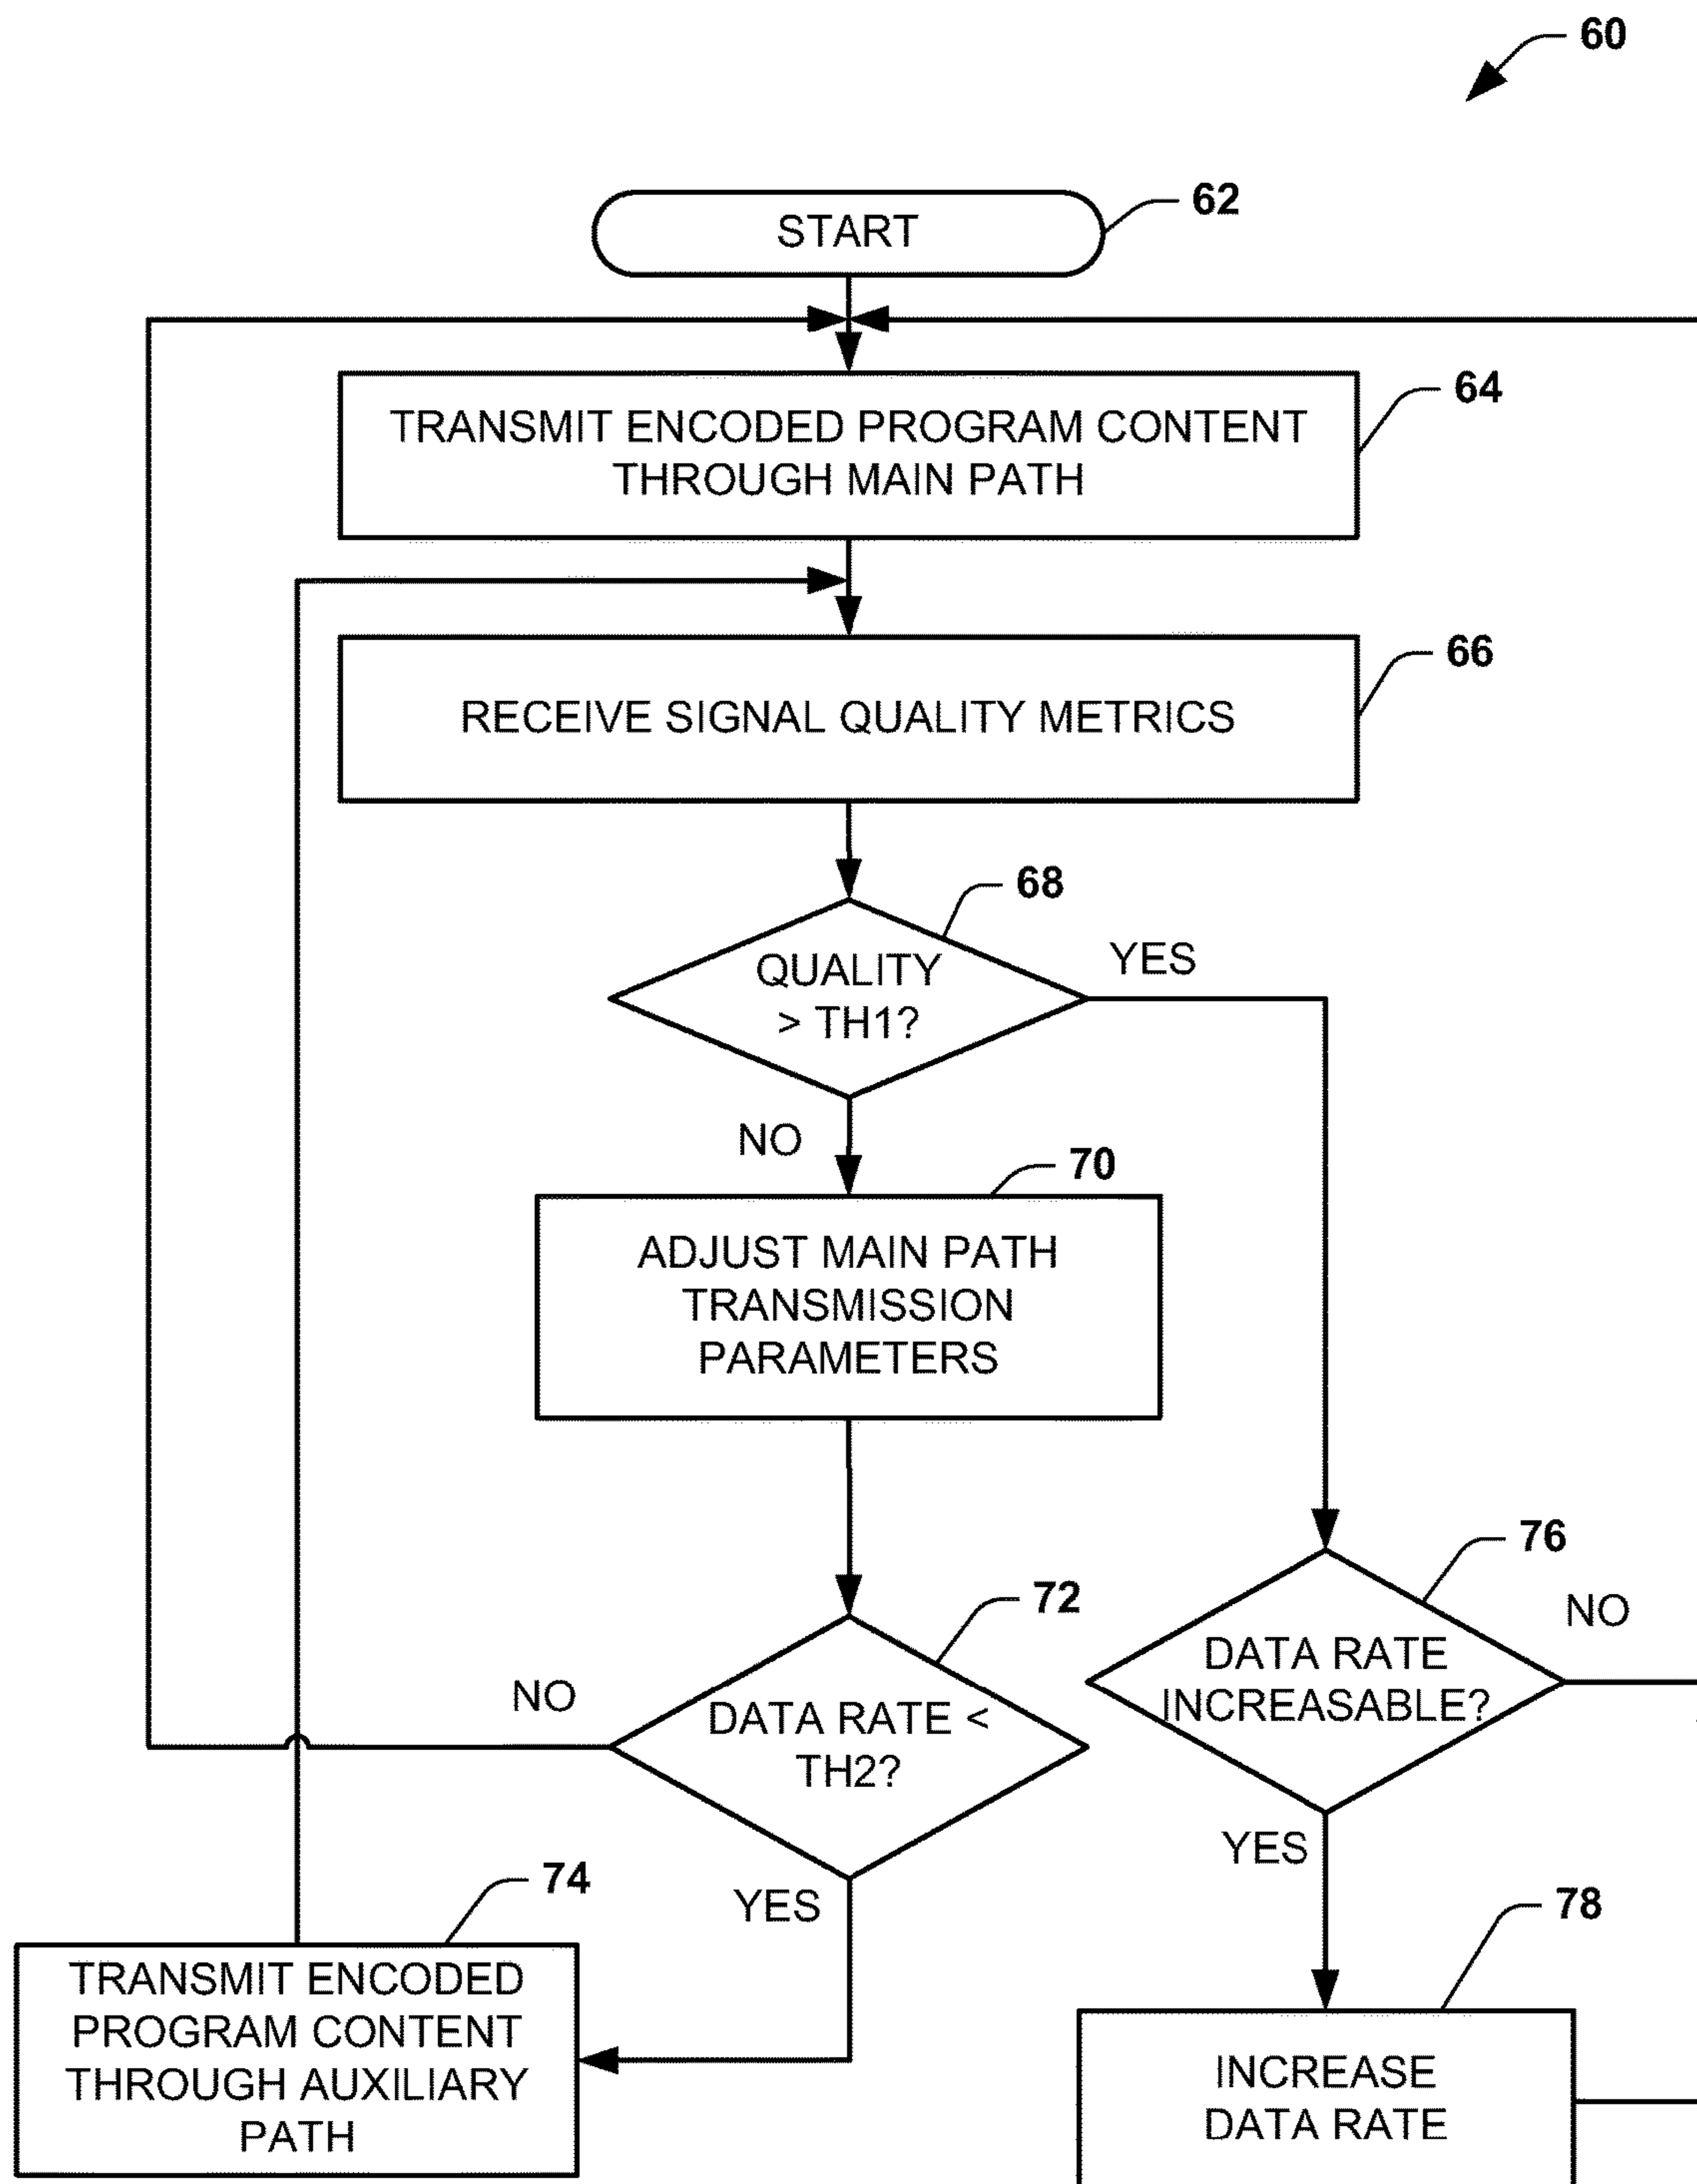 60
START
62
TRANSMIT ENCODED PROGRAM CONTENT
THROUGH MAIN PATH
64
RECEIVE SIGNAL QUALITY METRICS
66
68
QUALITY
> TH1?
YES
NO
70
ADJUST MAIN PATH
TRANSMISSION
PARAMETERS
72
DATA RATE <
TH2?
NO
YES
76
DATA RATE
INCREASABLE?
NO
YES
74
TRANSMIT ENCODED
PROGRAM CONTENT
THROUGH AUXILIARY
PATH
78
INCREASE
DATA RATE